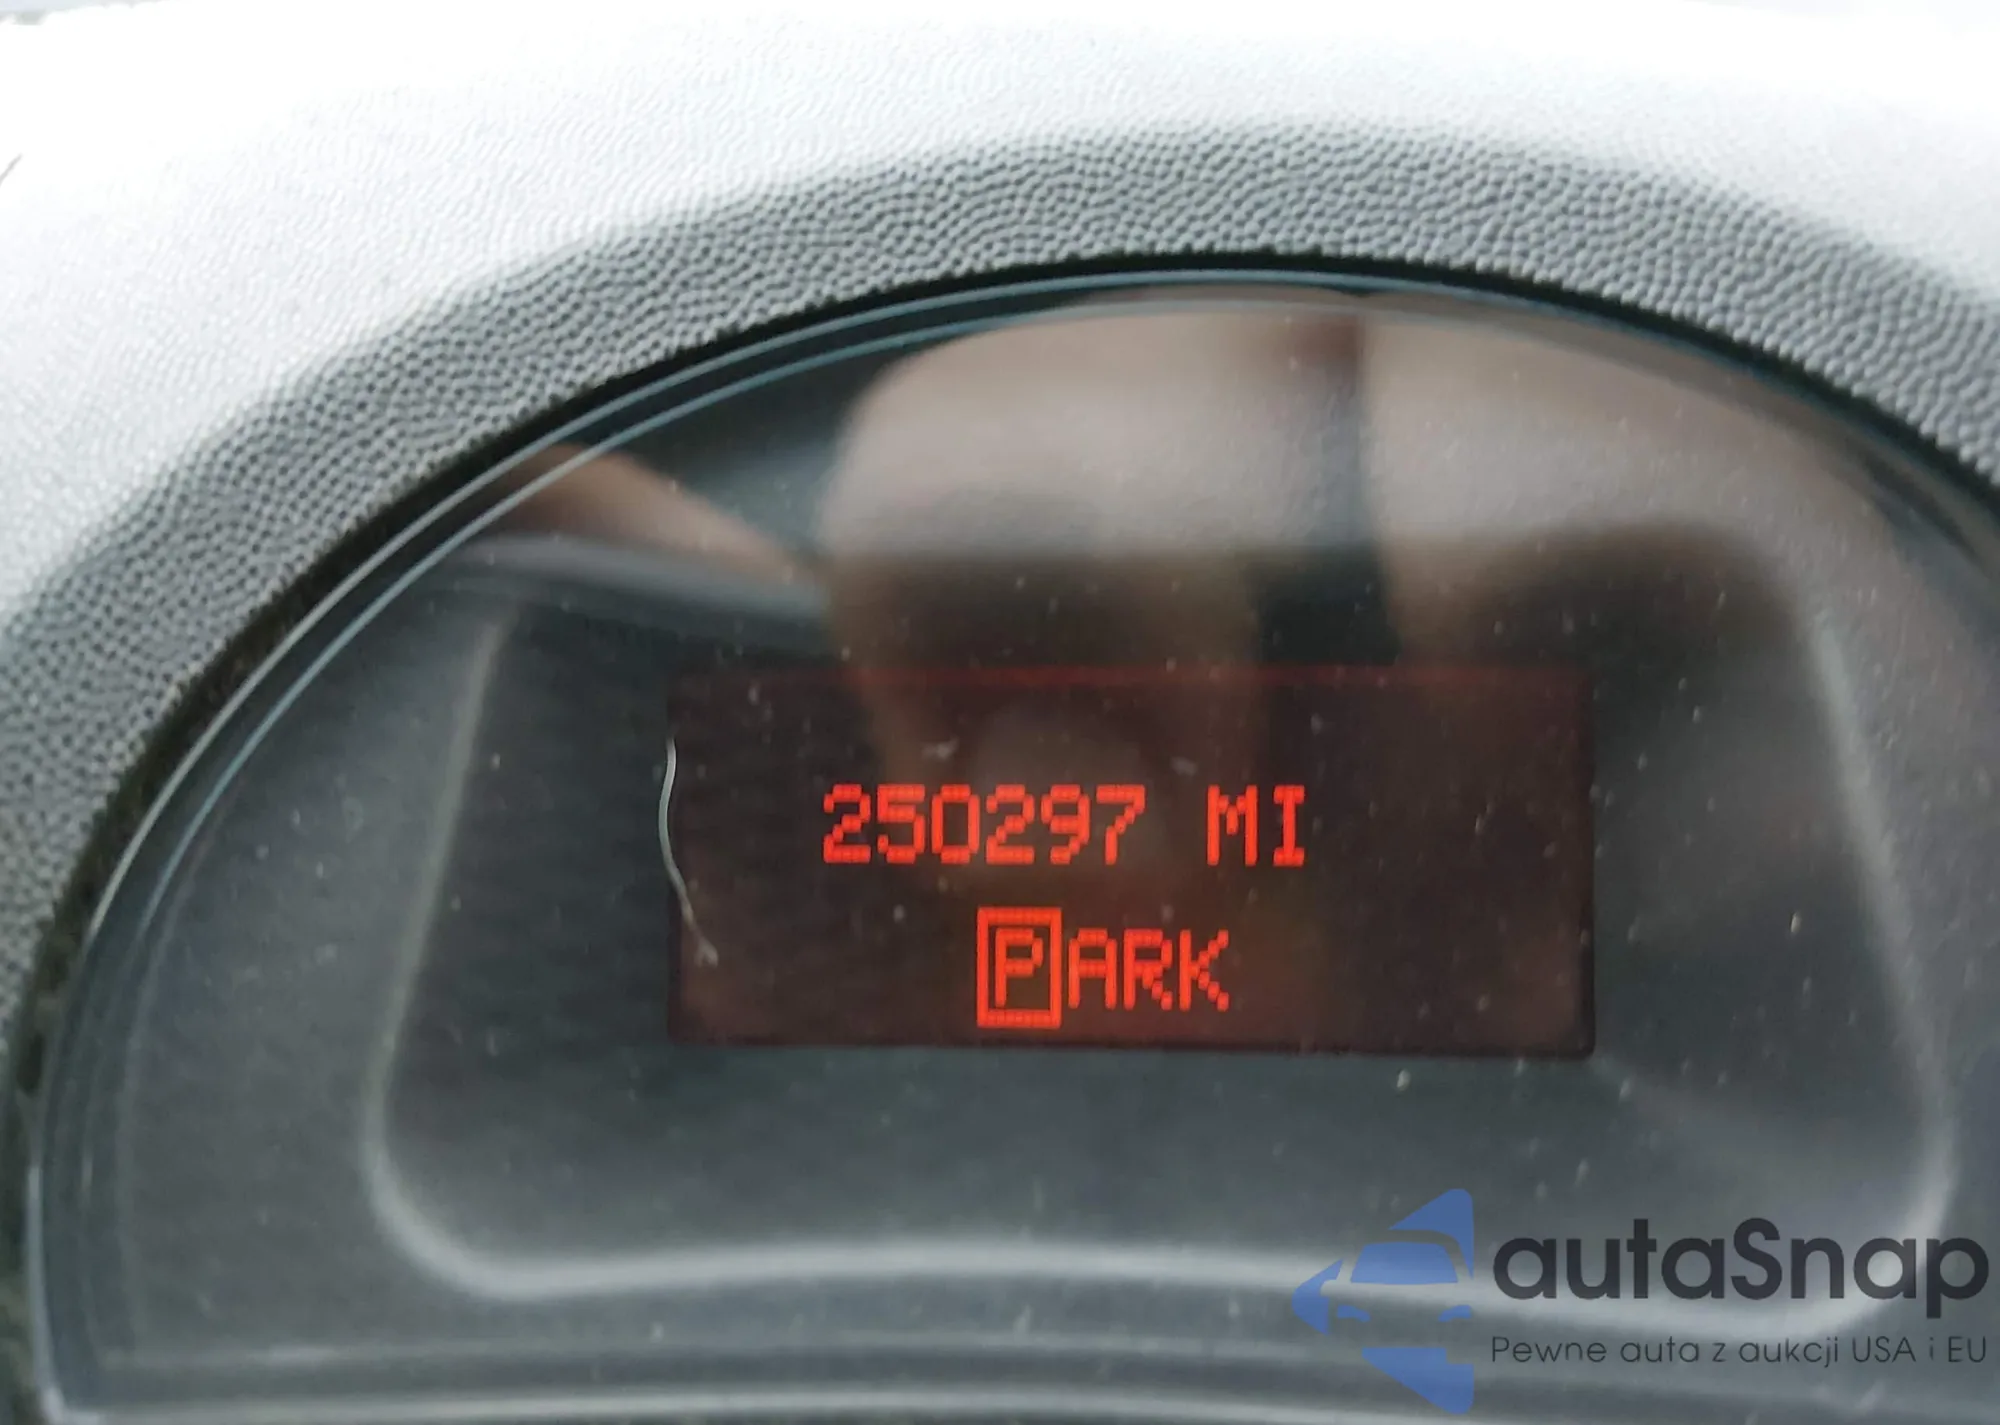 250297 MI
PARK
autaSnap
Pewne auta z aukcji USA i EU